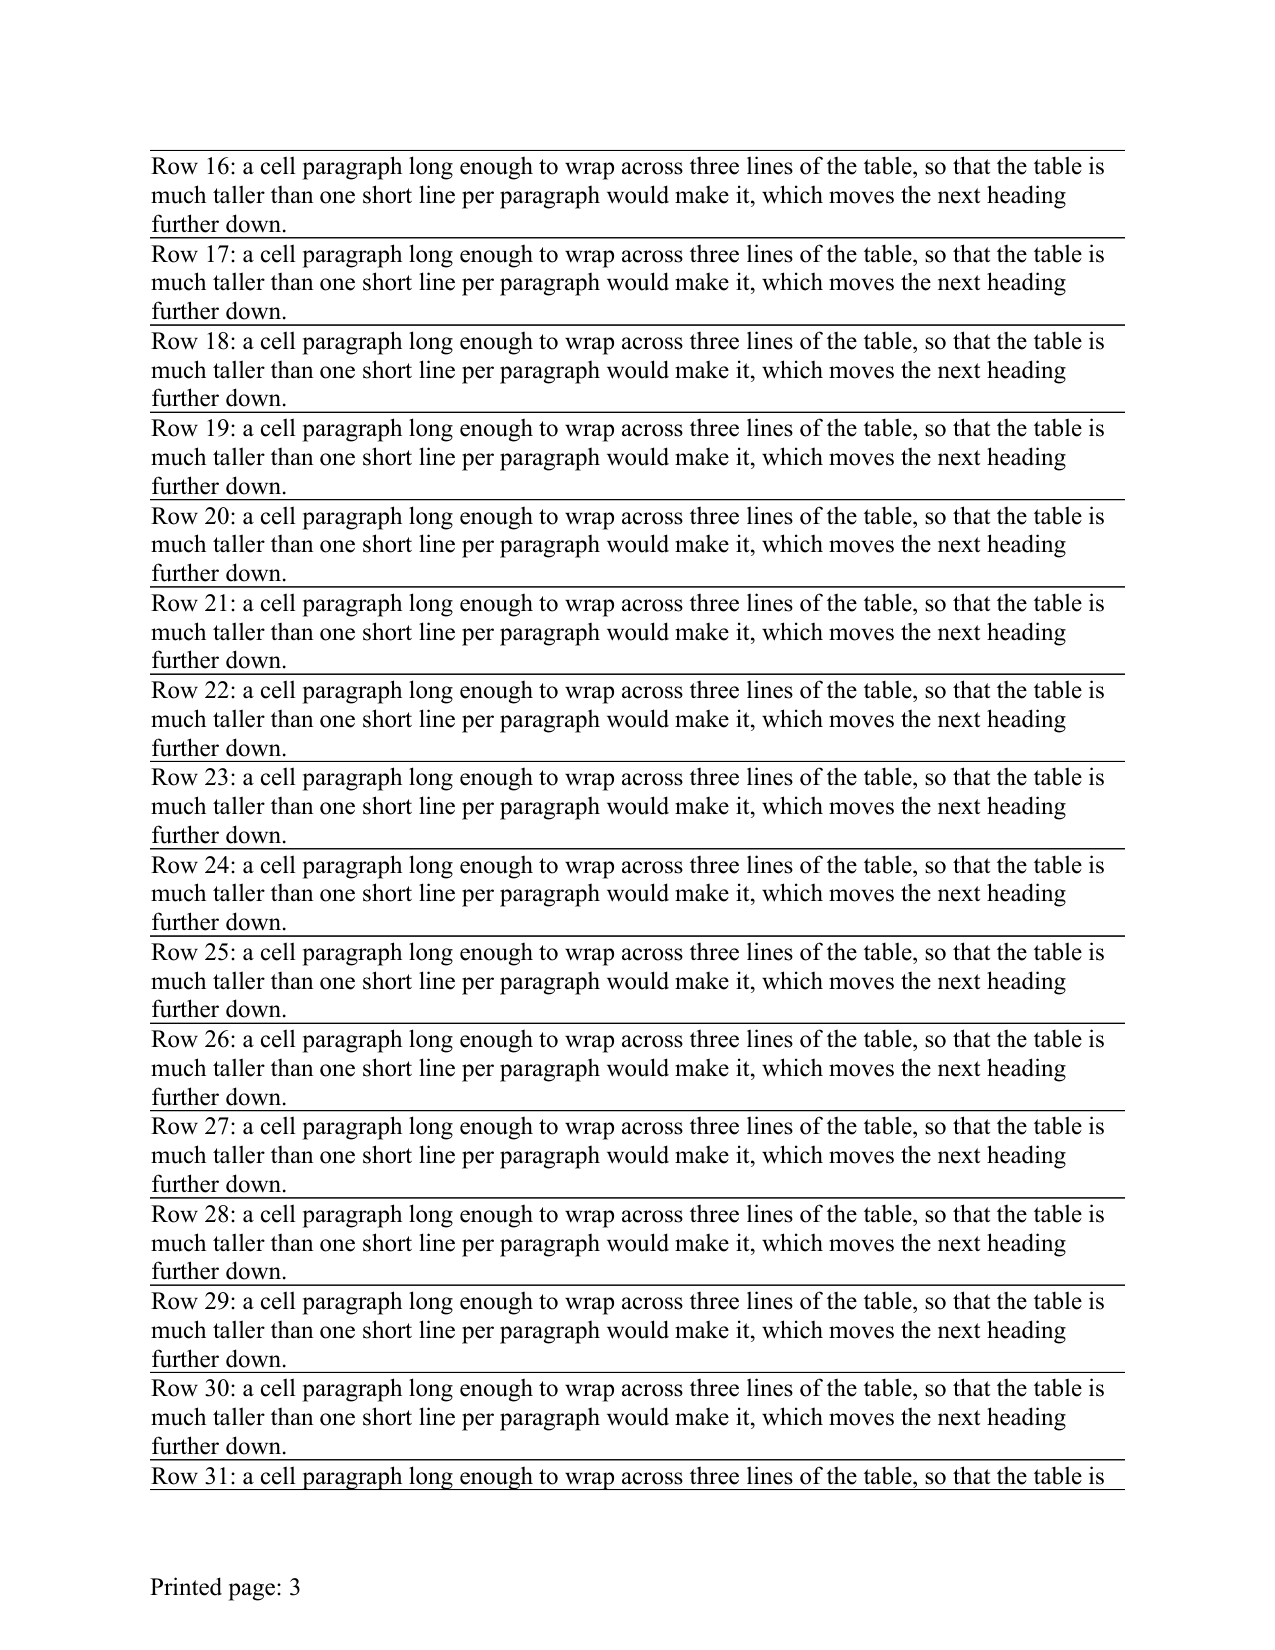 Row 16: a cell paragraph long enough to wrap across three lines of the table, so that the table is
much taller than one short line per paragraph would make it, which moves the next heading
further down.
Row 17: a cell paragraph long enough to wrap across three lines of the table, so that the table is
much taller than one short line per paragraph would make it, which moves the next heading
further down.
Row 18: a cell paragraph long enough to wrap across three lines of the table, so that the table is
much taller than one short line per paragraph would make it, which moves the next heading
further down.
Row 19: a cell paragraph long enough to wrap across three lines of the table, so that the table is
much taller than one short line per paragraph would make it, which moves the next heading
further down.
Row 20: a cell paragraph long enough to wrap across three lines of the table, so that the table is
much taller than one short line per paragraph would make it, which moves the next heading
further down.
Row 21: a cell paragraph long enough to wrap across three lines of the table, so that the table is
much taller than one short line per paragraph would make it, which moves the next heading
further down.
Row 22: a cell paragraph long enough to wrap across three lines of the table, so that the table is
much taller than one short line per paragraph would make it, which moves the next heading
further down.
Row 23: a cell paragraph long enough to wrap across three lines of the table, so that the table is
much taller than one short line per paragraph would make it, which moves the next heading
further down.
Row 24: a cell paragraph long enough to wrap across three lines of the table, so that the table is
much taller than one short line per paragraph would make it, which moves the next heading
further down.
Row 25: a cell paragraph long enough to wrap across three lines of the table, so that the table is
much taller than one short line per paragraph would make it, which moves the next heading
further down.
Row 26: a cell paragraph long enough to wrap across three lines of the table, so that the table is
much taller than one short line per paragraph would make it, which moves the next heading
further down.
Row 27: a cell paragraph long enough to wrap across three lines of the table, so that the table is
much taller than one short line per paragraph would make it, which moves the next heading
further down.
Row 28: a cell paragraph long enough to wrap across three lines of the table, so that the table is
much taller than one short line per paragraph would make it, which moves the next heading
further down.
Row 29: a cell paragraph long enough to wrap across three lines of the table, so that the table is
much taller than one short line per paragraph would make it, which moves the next heading
further down.
Row 30: a cell paragraph long enough to wrap across three lines of the table, so that the table is
much taller than one short line per paragraph would make it, which moves the next heading
further down.
Row 31: a cell paragraph long enough to wrap across three lines of the table, so that the table is
Printed page: 3